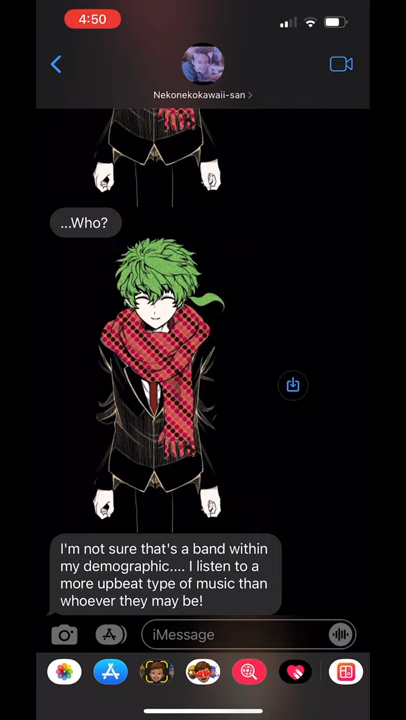 4:50
Nekonekokawaii-san >
...Who?
I'm not sure that's a band within
my demographic.... I listen to a
more upbeat type of music than
whoever they may be!
iMessage